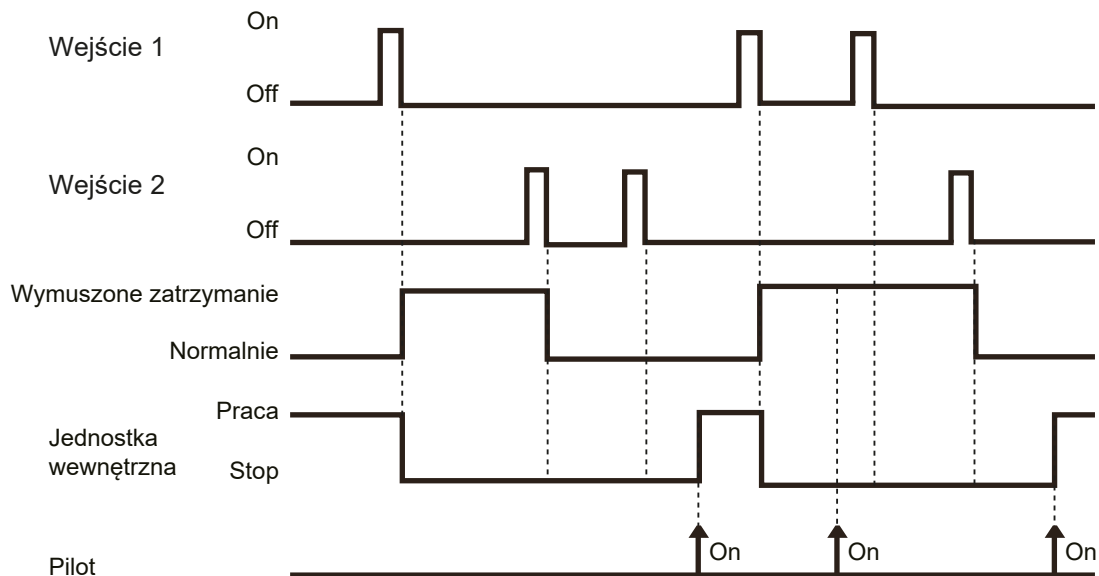 On
Wejście 1
Off
On
Wejście 2
Off
Wymuszone zatrzymanie
Normalnie
Praca
Jednostka
wewnętrzna
Stop
On
On
On
Pilot